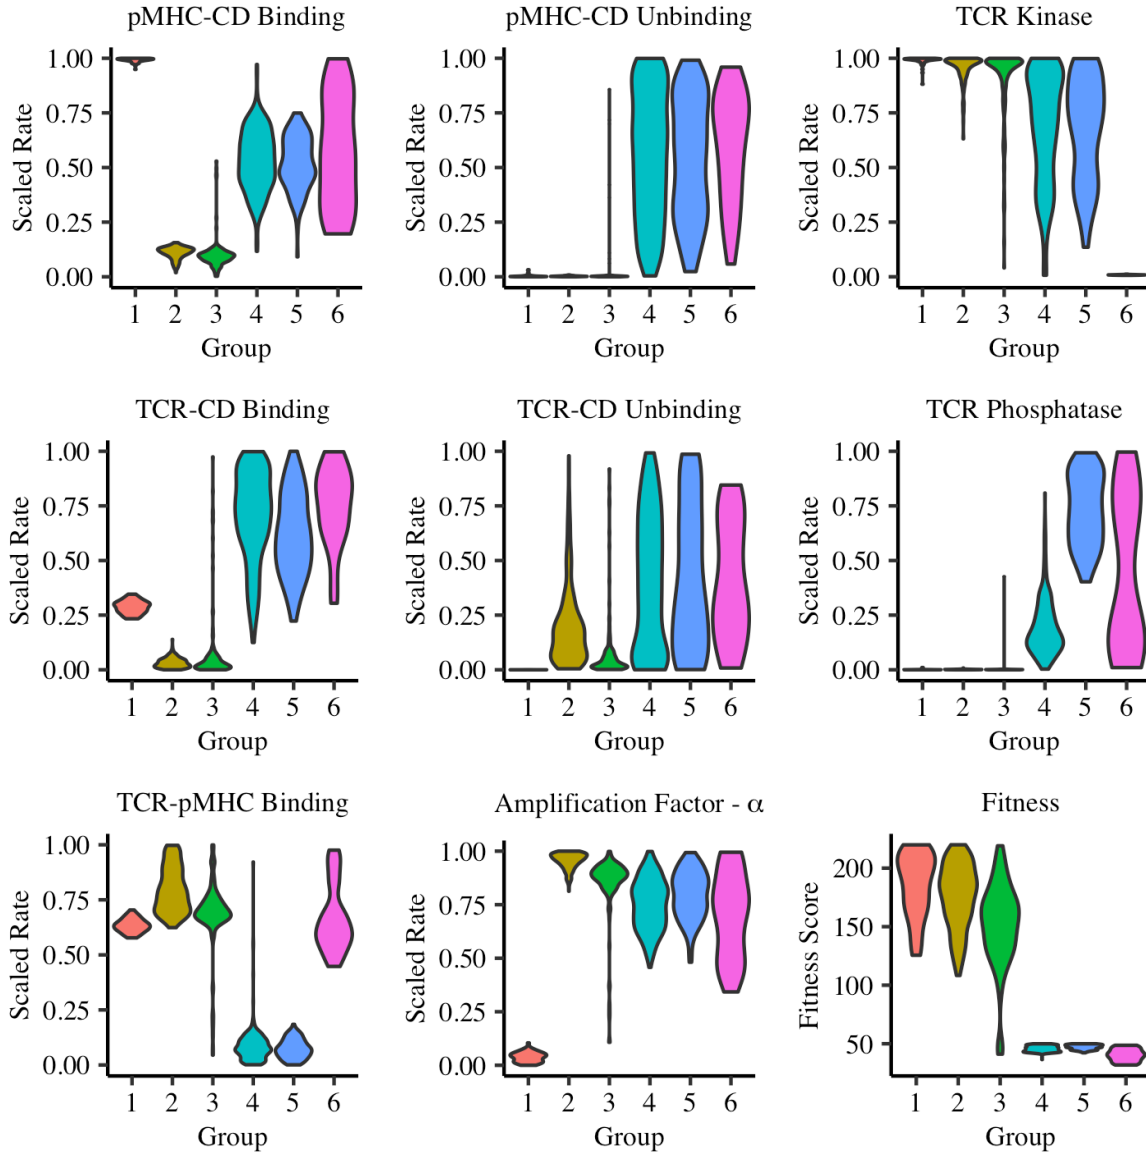 pMHC-CD Binding
Scaled Rate
1.00
0.75
0.50
0.25
0.00
1 2 3 4 5 6
Group
pMHC-CD Unbinding
Scaled Rate
1.00
0.75
0.50
0.25
0.00
1 2 3 4 5 6
Group
TCR Kinase
Scaled Rate
1.00
0.75
0.50
0.25
0.00
1 2 3 4 5 6
Group
TCR-CD Binding
Scaled Rate
1.00
0.75
0.50
0.25
0.00
1 2 3 4 5 6
Group
TCR-CD Unbinding
Scaled Rate
1.00
0.75
0.50
0.25
0.00
1 2 3 4 5 6
Group
TCR Phosphatase
Scaled Rate
1.00
0.75
0.50
0.25
0.00
1 2 3 4 5 6
Group
TCR-pMHC Binding
Scaled Rate
1.00
0.75
0.50
0.25
0.00
1 2 3 4 5 6
Group
Amplification Factor - α
Scaled Rate
1.00
0.75
0.50
0.25
0.00
1 2 3 4 5 6
Group
Fitness
Fitness Score
200
150
100
50
1 2 3 4 5 6
Group